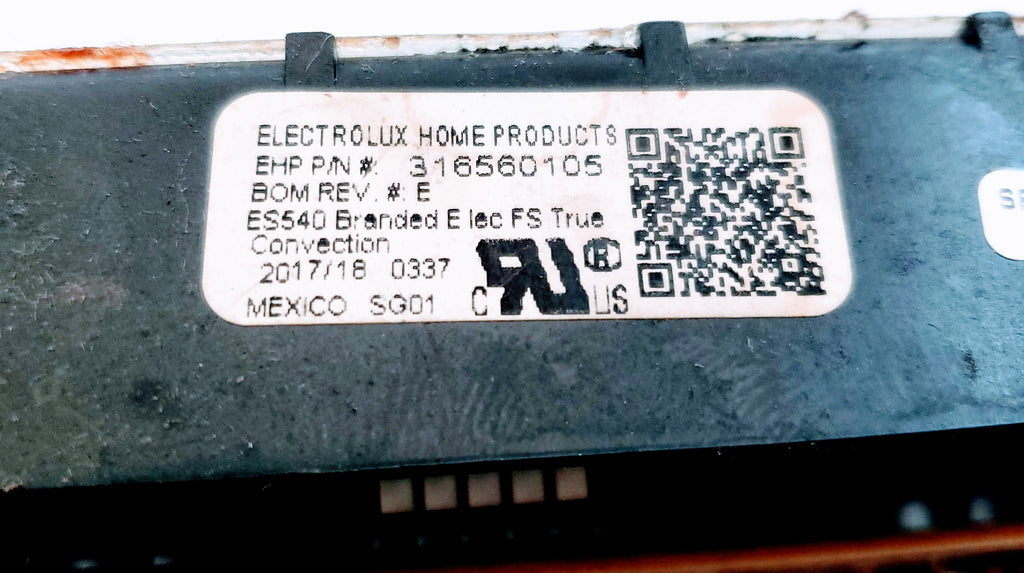 ELECTROLUX HOME PRODUCTS
EHP P/N #: 316560105
BOM REV. #: E
ES540 Branded Elec FS True
Convection
2017/18 0337
MEXICO SG01
c RU ® US